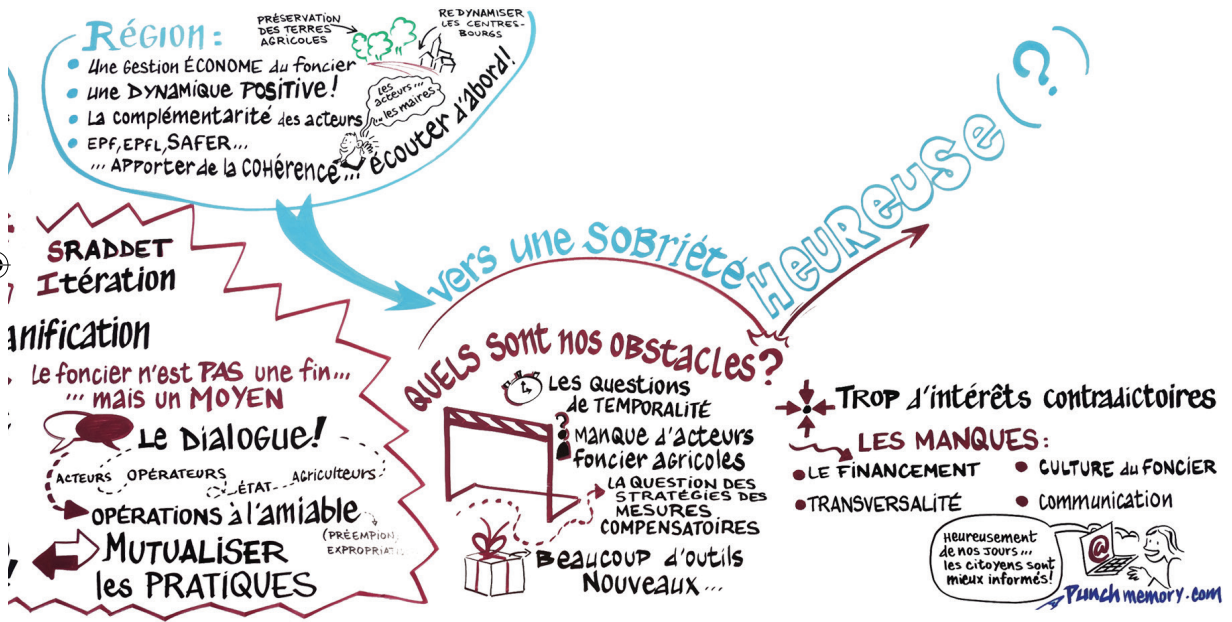 RÉGION:
PRÉSERVATION
DES TERRES
AGRICOLES
REDYNAMISER
LES CENTRES-
BOURGS
Une Gestion ÉCONOME du foncier
une DYNAMIQUE POSITIVE!
La complémentarité des acteurs
EPF, EPFL, SAFER...
... APPorter de la COHÉRENCE... écouter d'abord!
Les
acteurs...
... les maires
SRADDET
Itération
anification
Le foncier n'est PAS une fin...
... mais un MOYEN
Le Dialogue!
ACTEURS OPÉRATEURS ÉTAT Agriculteurs
OPÉRATIONS à l'amiable
(PRÉEMPION,
EXPROPRIATI
MUTUALISER
les PRATIQUES
vers une SOBriété HEUREUSE (?)
QUELS SONT nos OBSTACLES?
Les Questions
de TEMPORALITÉ
MANQUE d'acteurs
foncier agricoles
LA QUESTION DES
STRATÉGIES DES
MESURES
COMPENSATOIRES
Beaucoup d'outils
Nouveaux...
TROP d'intérêts contradictoires
LES MANQUES:
LE FINANCEMENT
CULTURE du FONCIER
TRANSVERSALITÉ
Communication
Heureusement
de nos Jours...
les citoyens sont
mieux informés!
@
Punchmemory.com